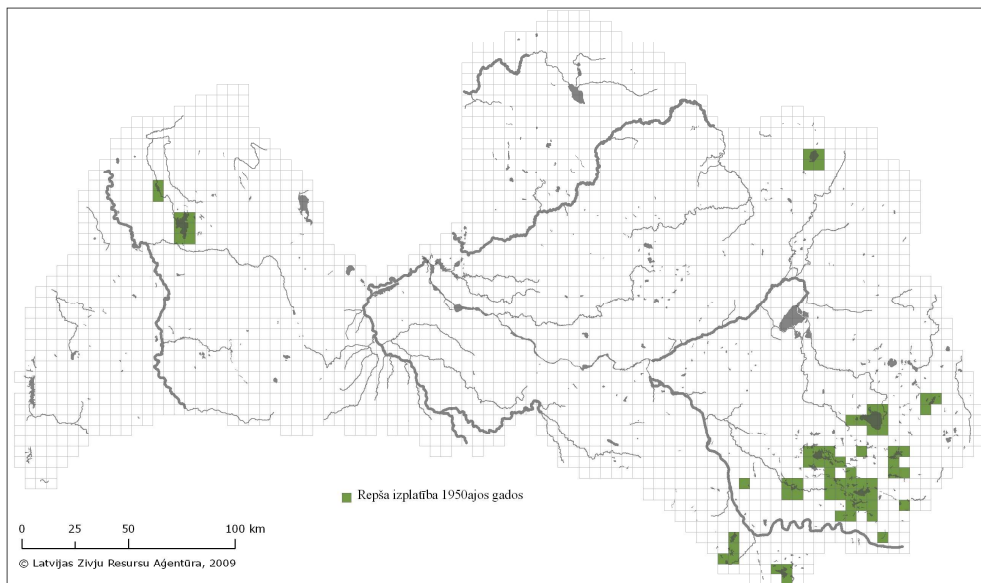 Repša izplatība 1950ajos gados
0 25 50 100 km
© Latvijas Zivju Resursu Aģentūra, 2009